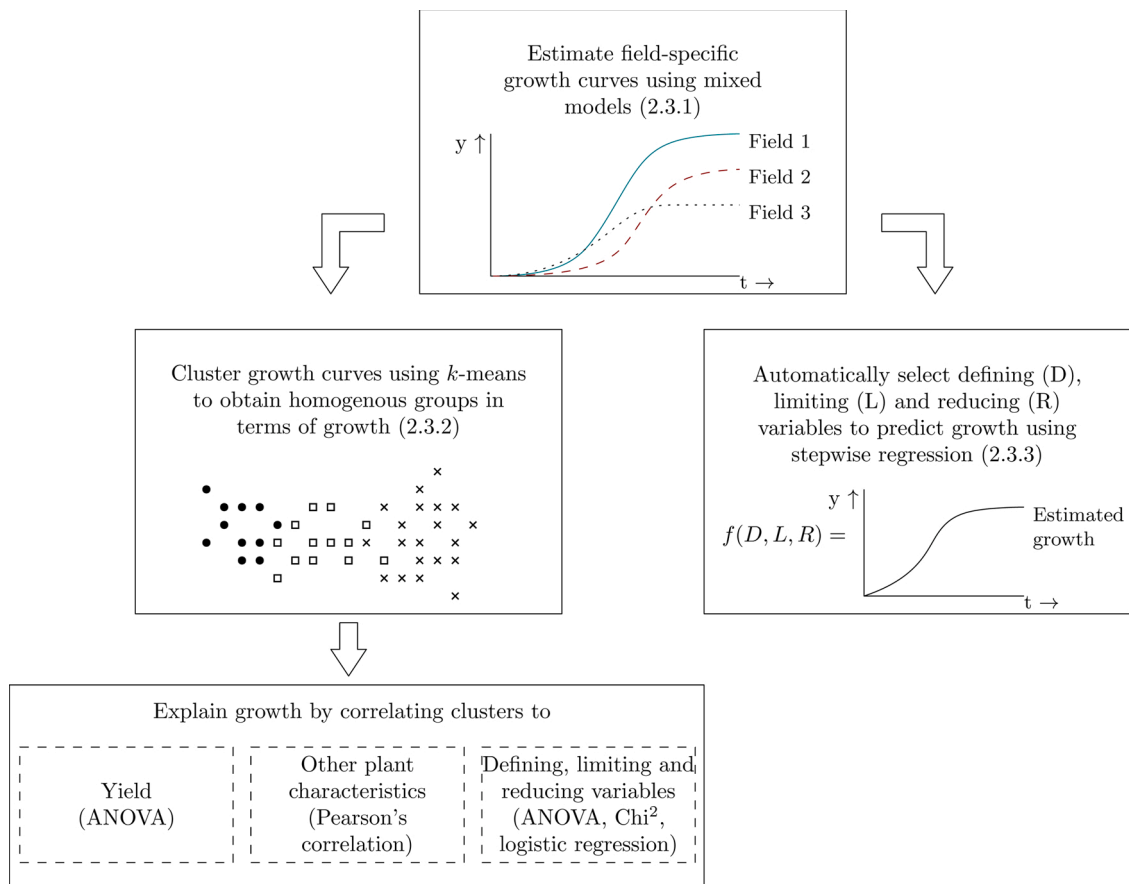 Estimate field-specific
growth curves using mixed
models (2.3.1)
y ↑
Field 1
Field 2
Field 3
t →
Cluster growth curves using k-means
to obtain homogenous groups in
terms of growth (2.3.2)
Automatically select defining (D),
limiting (L) and reducing (R)
variables to predict growth using
stepwise regression (2.3.3)
y ↑
f(D, L, R) =
Estimated
growth
t →
Explain growth by correlating clusters to
Yield
(ANOVA)
Other plant
characteristics
(Pearson's
correlation)
Defining, limiting and
reducing variables
(ANOVA, Chi²,
logistic regression)